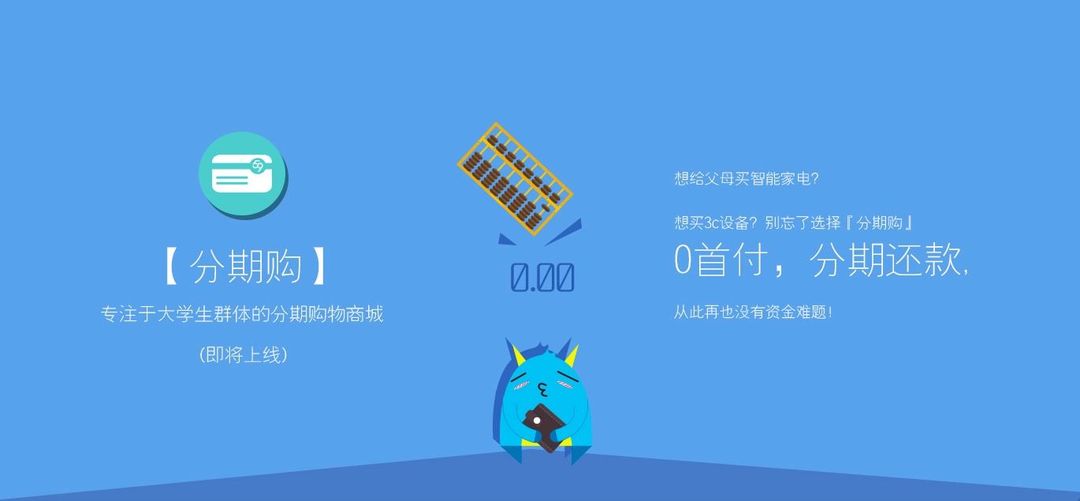 【分期购】
专注于大学生群体的分期购物商城
(即将上线)
0.00
想给父母买智能家电?
想买3c设备? 别忘了选择『分期购』
0首付，分期还款,
从此再也没有资金难题!